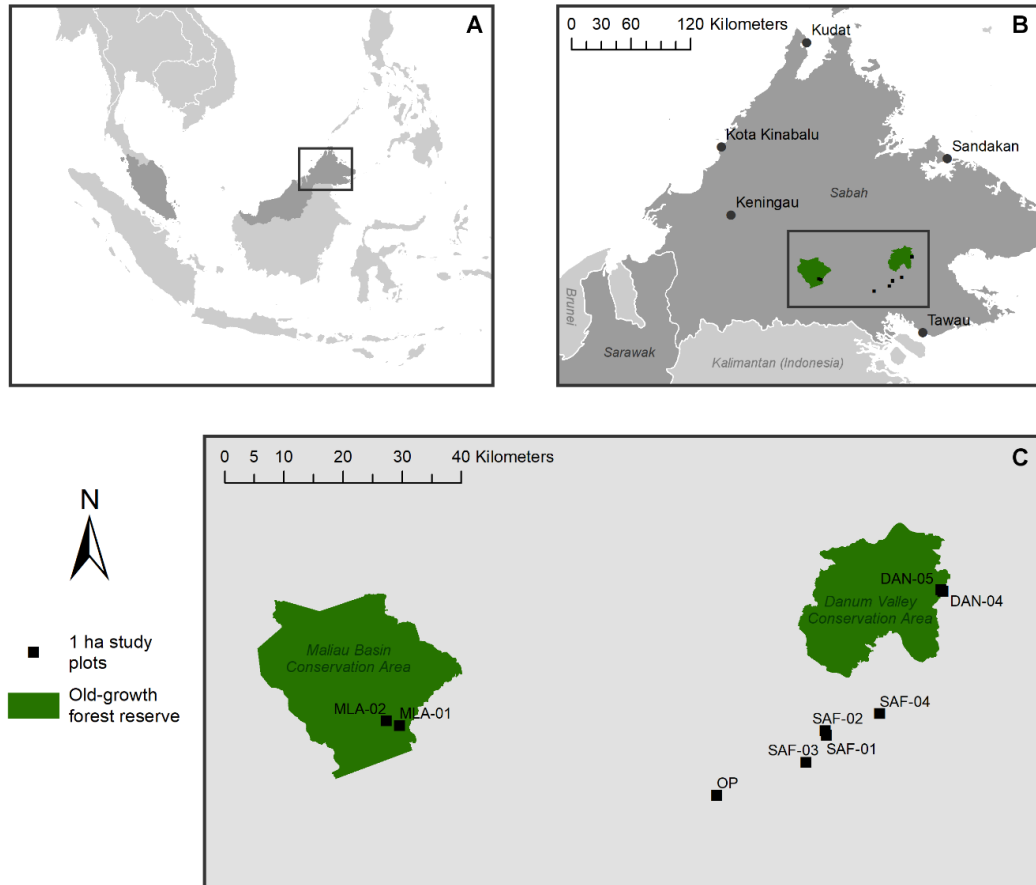 A
B
0 30 60 120 Kilometers
Kudat
Kota Kinabalu
Sandakan
Sabah
Keningau
Brunei
Tawau
Sarawak
Kalimantan (Indonesia)
C
0 5 10 20 30 40 Kilometers
N
1 ha study
plots
Old-growth
forest reserve
Maliau Basin
Conservation Area
MLA-02
MLA-01
DAN-05
DAN-04
Danum Valley
Conservation Area
SAF-04
SAF-02
SAF-01
SAF-03
OP